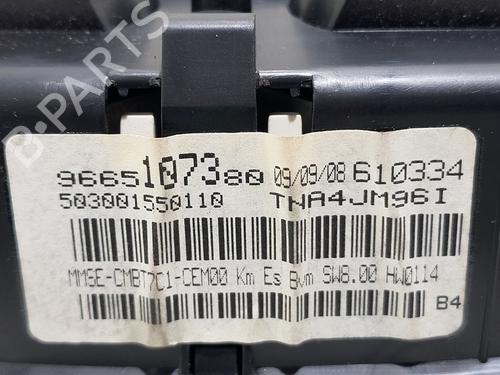 B-PARTS
9665107380 09/09/08 610334
503001550110 TNA4JM96I
MM5E-CMBT7C1-CEM00 Km Es Bvm SW8.00 HW0114
B4